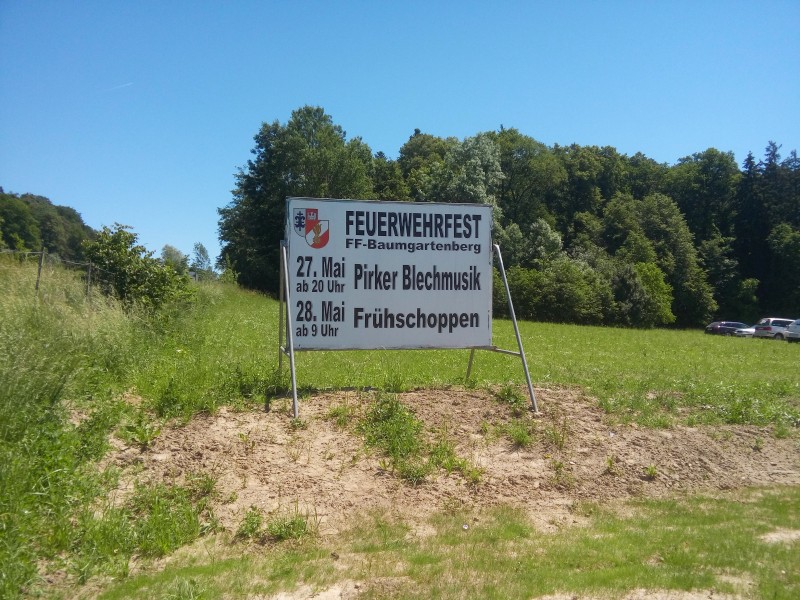 FEUERWEHRFEST
FF-Baumgartenberg
27. Mai
ab 20 Uhr
Pirker Blechmusik
28. Mai
ab 9 Uhr
Frühschoppen